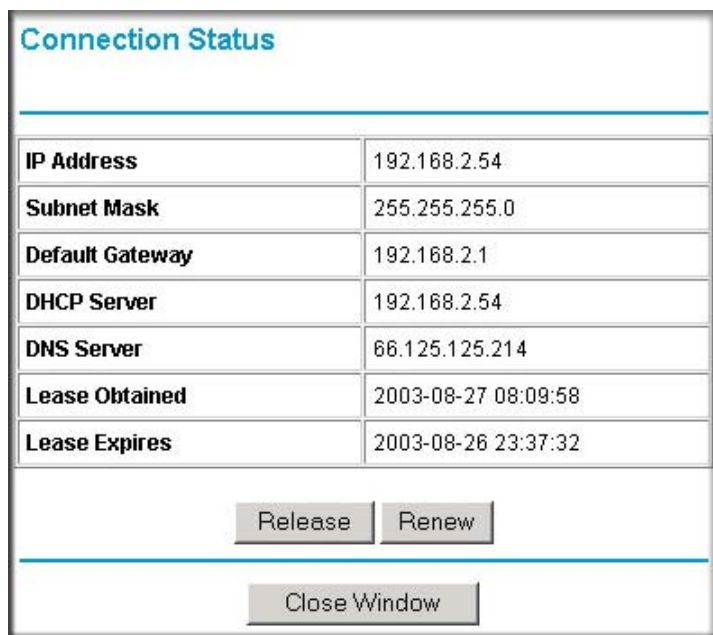 Connection Status
IP Address 192.168.2.54
Subnet Mask 255.255.255.0
Default Gateway 192.168.2.1
DHCP Server 192.168.2.54
DNS Server 66.125.125.214
Lease Obtained 2003-08-27 08:09:58
Lease Expires 2003-08-26 23:37:32
Release Renew
Close Window